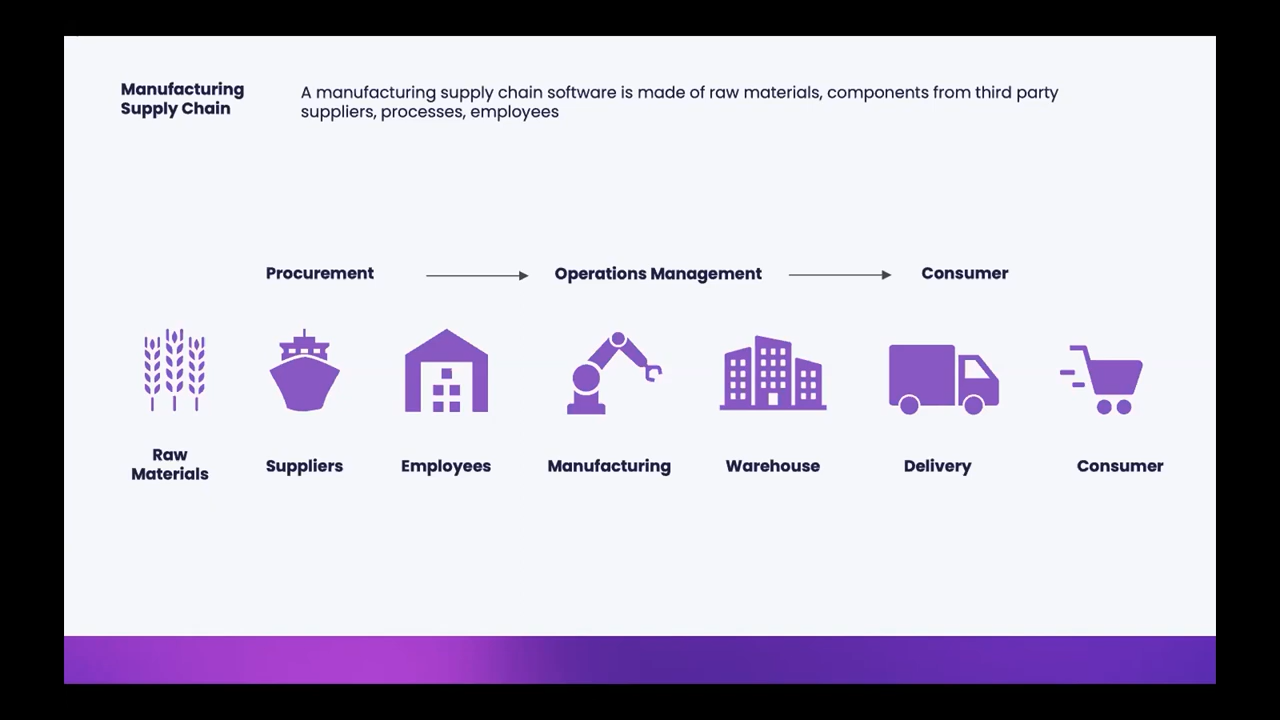 Manufacturing
Supply Chain
A manufacturing supply chain software is made of raw materials, components from third party
suppliers, processes, employees
Procurement
Operations Management
Consumer
Raw
Materials
Suppliers
Employees
Manufacturing
Warehouse
Delivery
Consumer